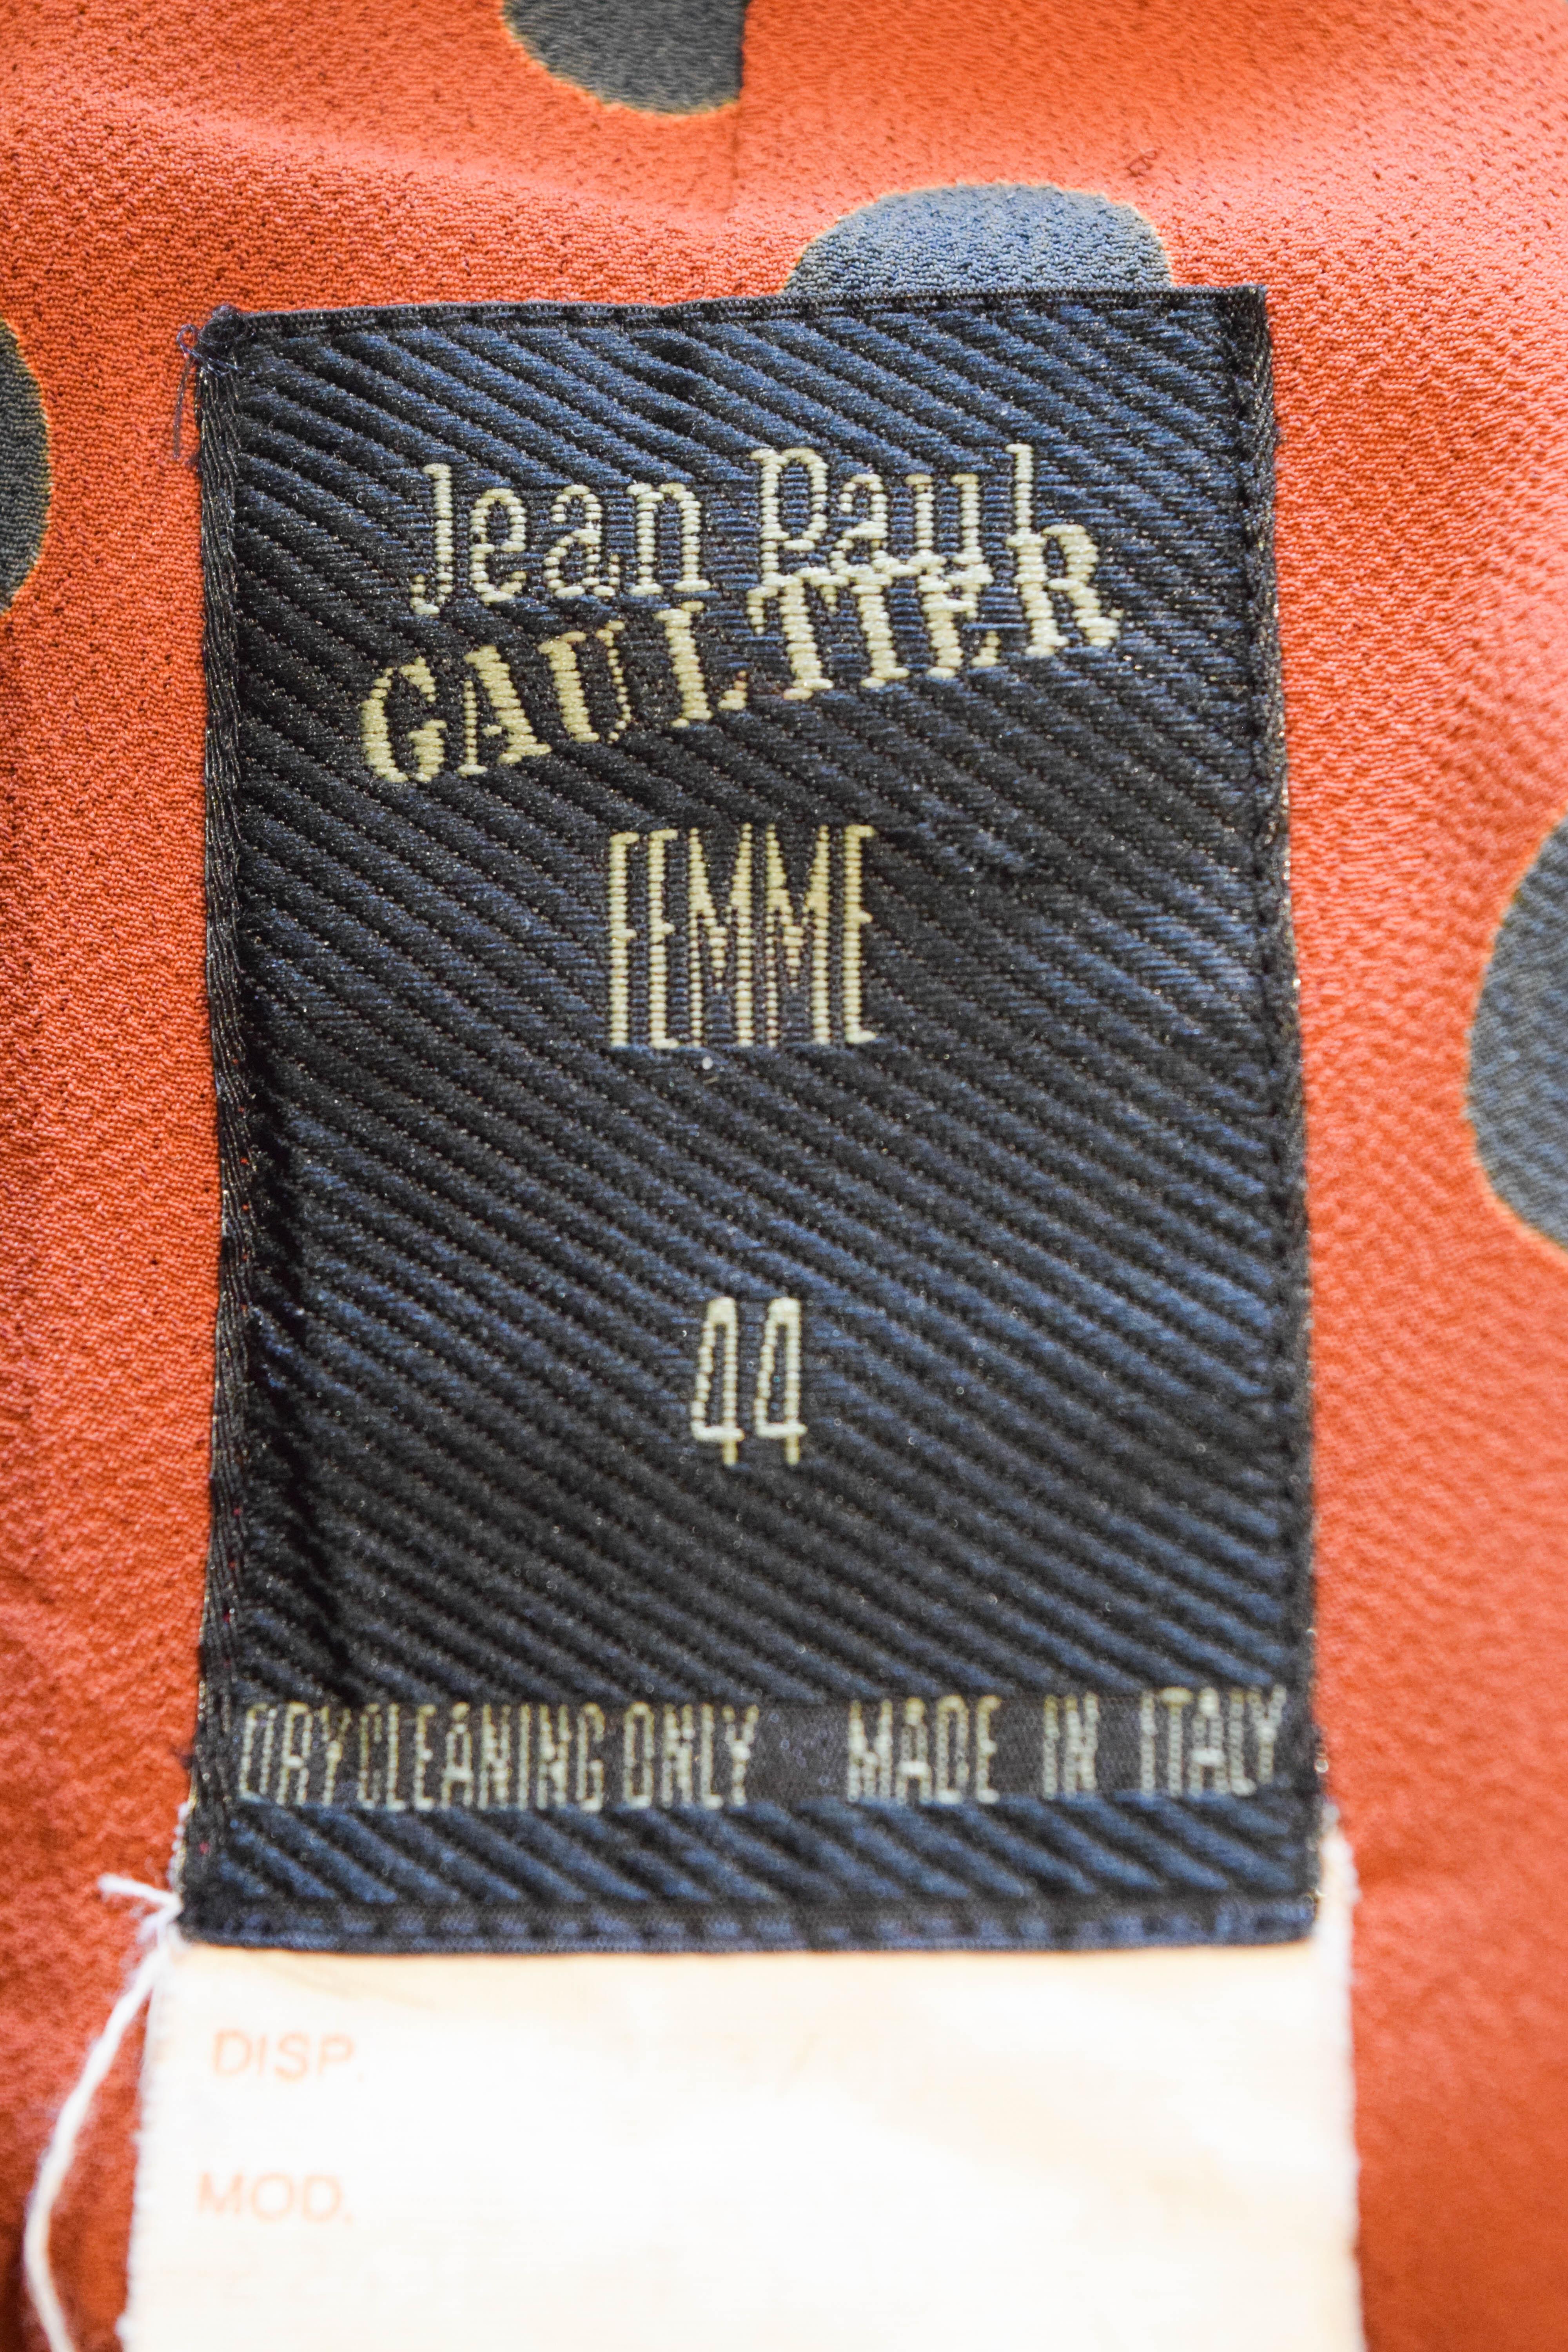 Jean Paul
GAULTIER
FEMME
44
DRY CLEANING ONLY MADE IN ITALY
DISP.
MOD.